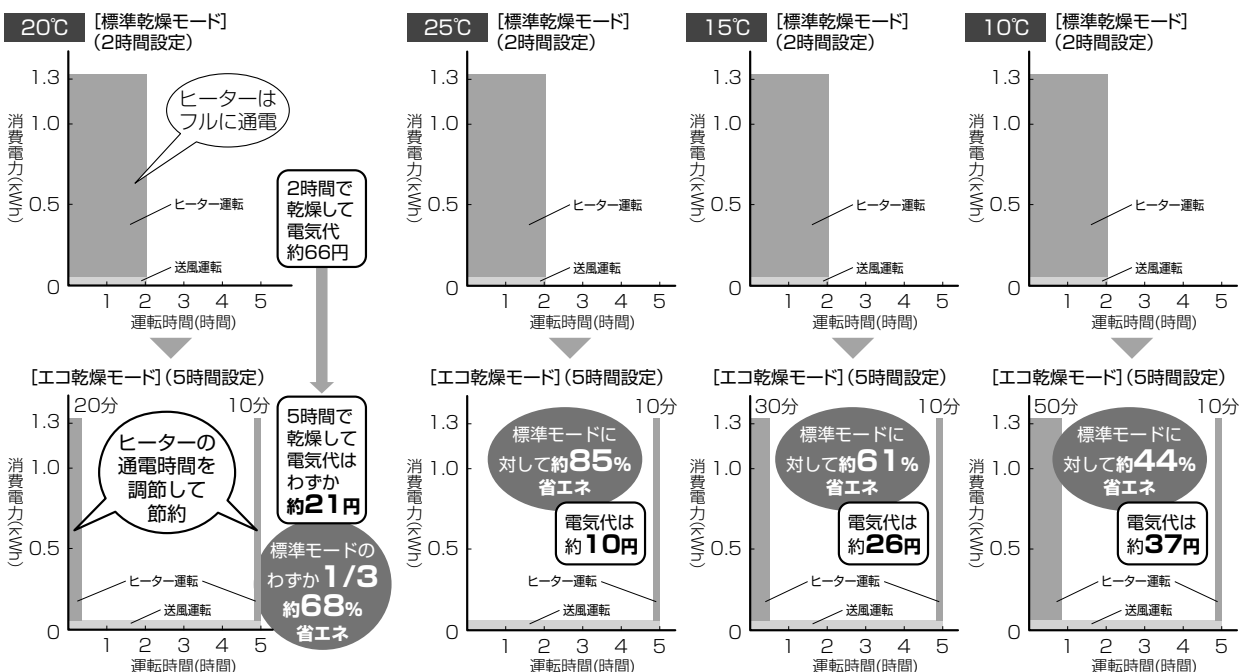 20℃
[標準乾燥モード]
(2時間設定)
消費電力(kWh)
1.3
1.0
0.5
0
ヒーターは
フルに通電
ヒーター運転
送風運転
1 2 3 4 5
運転時間(時間)
2時間で
乾燥して
電気代
約66円
25℃
[標準乾燥モード]
(2時間設定)
消費電力(kWh)
1.3
1.0
0.5
0
ヒーター運転
送風運転
1 2 3 4 5
運転時間(時間)
15℃
[標準乾燥モード]
(2時間設定)
消費電力(kWh)
1.3
1.0
0.5
0
ヒーター運転
送風運転
1 2 3 4 5
運転時間(時間)
10℃
[標準乾燥モード]
(2時間設定)
消費電力(kWh)
1.3
1.0
0.5
0
ヒーター運転
送風運転
1 2 3 4 5
運転時間(時間)
[エコ乾燥モード](5時間設定)
消費電力(kWh)
1.3
1.0
0.5
0
20分
10分
ヒーターの
通電時間を
調節して
節約
ヒーター運転
送風運転
1 2 3 4 5
運転時間(時間)
5時間で
乾燥して
電気代は
わずか
約21円
標準モードの
わずか1/3
約68%
省エネ
[エコ乾燥モード](5時間設定)
消費電力(kWh)
1.3
1.0
0.5
0
10分
標準モードに
対して約85%
省エネ
電気代は
約10円
ヒーター運転
送風運転
1 2 3 4 5
運転時間(時間)
[エコ乾燥モード](5時間設定)
消費電力(kWh)
1.3
1.0
0.5
0
30分
10分
標準モードに
対して約61%
省エネ
電気代は
約26円
ヒーター運転
送風運転
1 2 3 4 5
運転時間(時間)
[エコ乾燥モード](5時間設定)
消費電力(kWh)
1.3
1.0
0.5
0
50分
10分
標準モードに
対して約44%
省エネ
電気代は
約37円
ヒーター運転
送風運転
1 2 3 4 5
運転時間(時間)